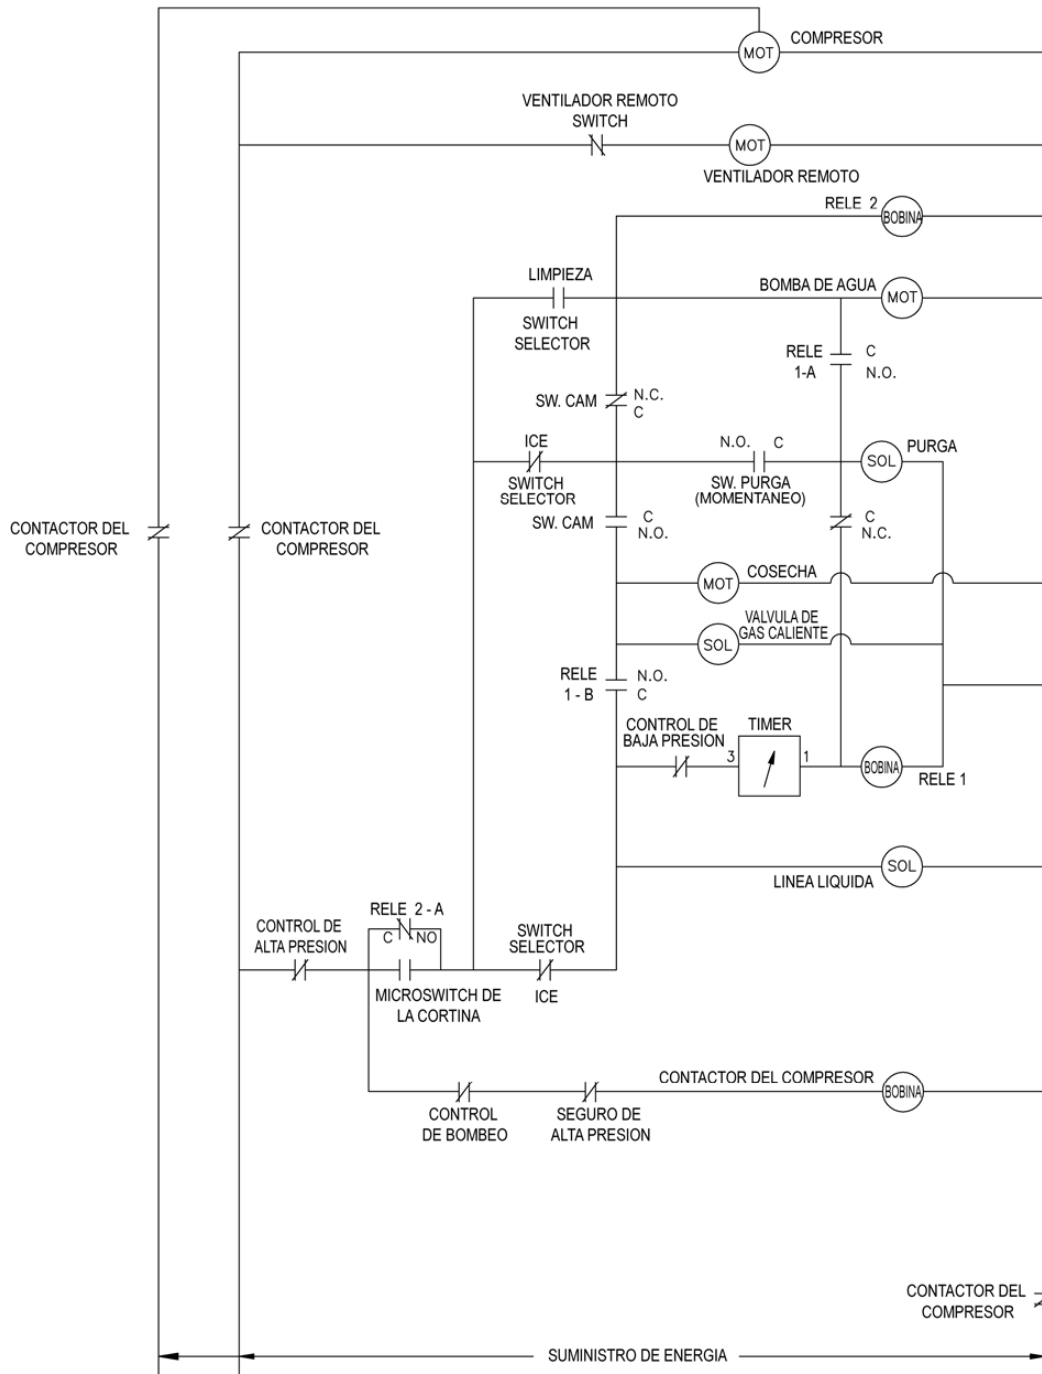 COMPRESOR
MOT
VENTILADOR REMOTO
SWITCH
MOT
VENTILADOR REMOTO
RELE 2
BOBINA
LIMPIEZA
SWITCH
SELECTOR
BOMBA DE AGUA
MOT
RELE
1-A
C
N.O.
SW. CAM
N.C.
C
ICE
SWITCH
SELECTOR
N.O. C
SW. PURGA
(MOMENTANEO)
SOL
PURGA
SW. CAM
C
N.O.
C
N.C.
CONTACTOR DEL
COMPRESOR
CONTACTOR DEL
COMPRESOR
MOT
COSECHA
VALVULA DE
GAS CALIENTE
SOL
RELE
1 - B
N.O.
C
CONTROL DE
BAJA PRESION
TIMER
3
1
BOBINA
RELE 1
SOL
LINEA LIQUIDA
RELE 2 - A
C NO
CONTROL DE
ALTA PRESION
MICROSWITCH DE
LA CORTINA
SWITCH
SELECTOR
ICE
CONTACTOR DEL COMPRESOR
BOBINA
CONTROL
DE BOMBEO
SEGURO DE
ALTA PRESION
CONTACTOR DEL
COMPRESOR
SUMINISTRO DE ENERGIA